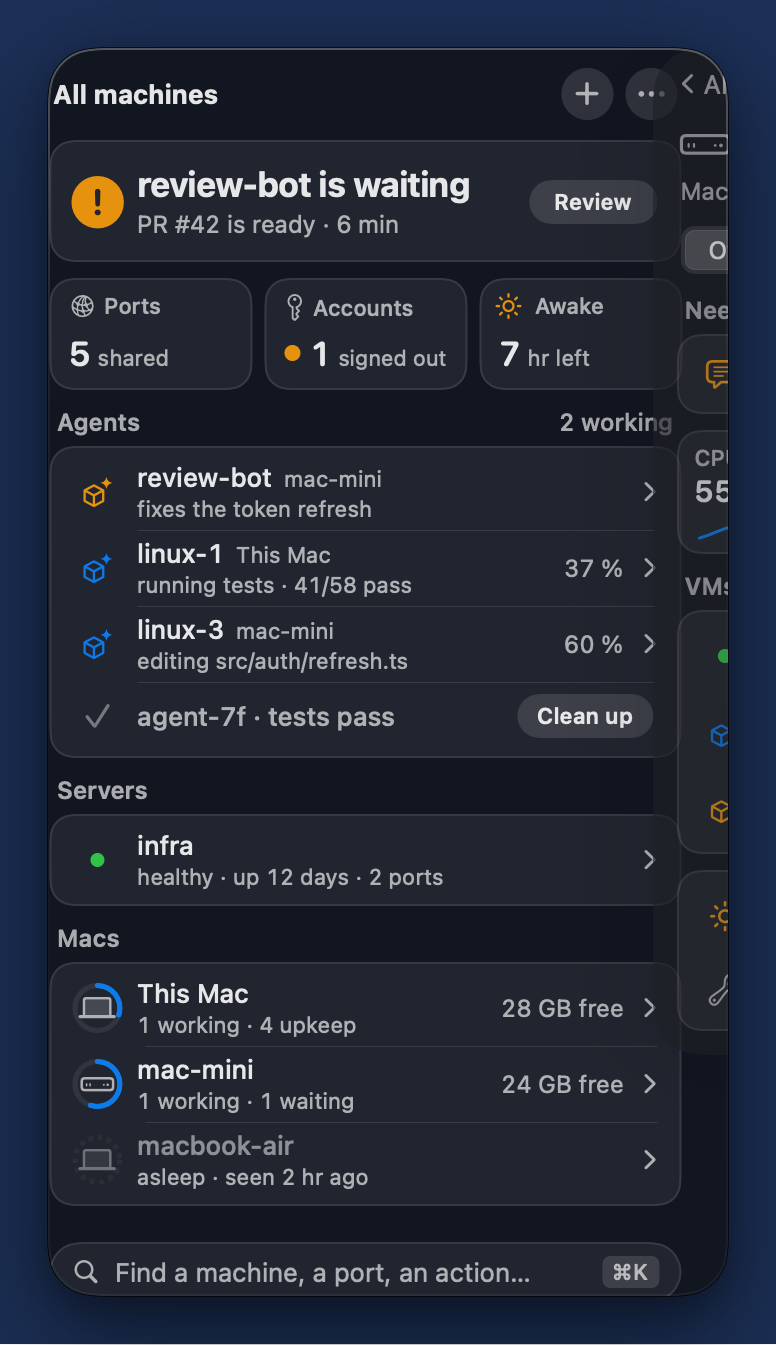 All machines
review-bot is waiting
PR #42 is ready · 6 min
Review
Ports
5 shared
Accounts
1 signed out
Awake
7 hr left
Agents
2 working
review-bot mac-mini
fixes the token refresh
linux-1 This Mac
running tests · 41/58 pass
37 %
linux-3 mac-mini
editing src/auth/refresh.ts
60 %
agent-7f · tests pass
Clean up
Servers
infra
healthy · up 12 days · 2 ports
Macs
This Mac
1 working · 4 upkeep
28 GB free
mac-mini
1 working · 1 waiting
24 GB free
macbook-air
asleep · seen 2 hr ago
Find a machine, a port, an action...
⌘K
Mac
Nee
CPU
55
VMs